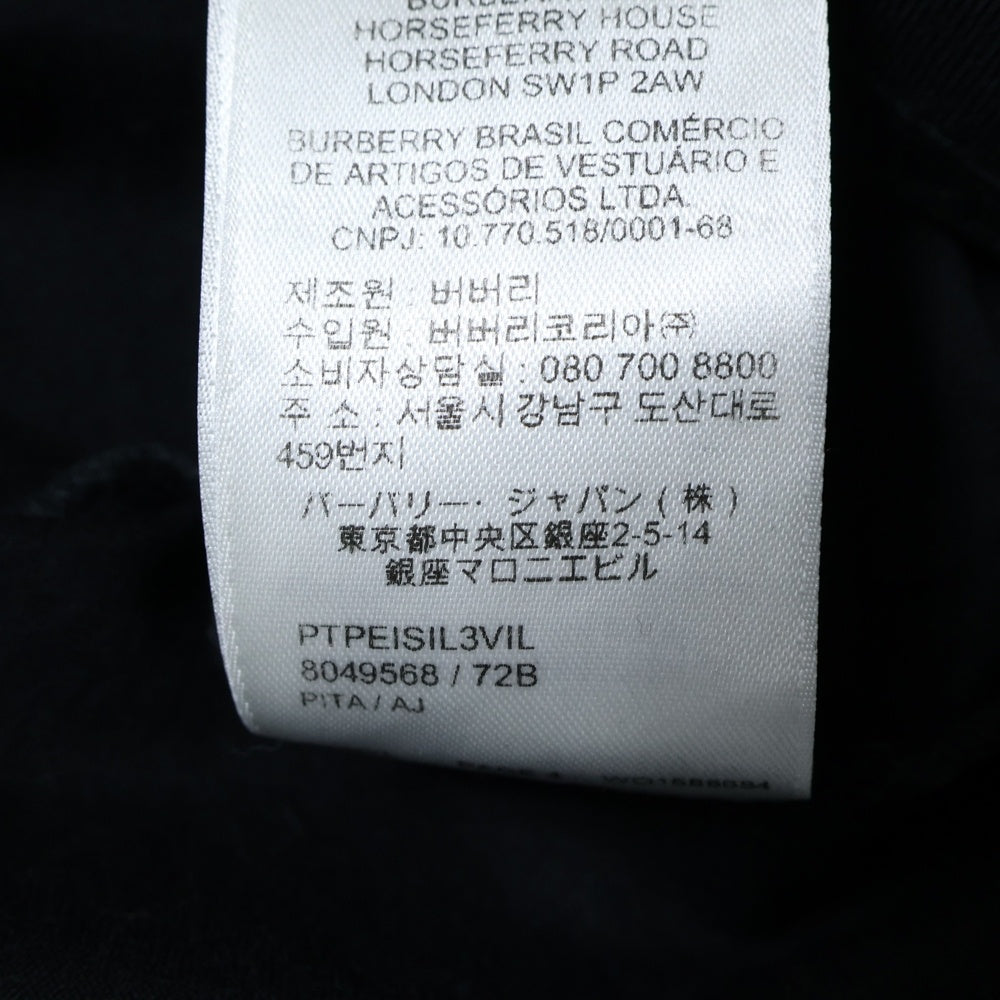 HORSEFERRY HOUSE
HORSEFERRY ROAD
LONDON SW1P 2AW
BURBERRY BRASIL COMÉRCIO
DE ARTIGOS DE VESTUÁRIO E
ACESSÓRIOS LTDA.
CNPJ: 10.770.518/0001-68
제조원 : 버버리
수입원 : 버버리코리아㈜
소비자상담실 : 080 700 8800
주 소 : 서울시 강남구 도산대로
459번지
バーバリー・ジャパン(株)
東京都中央区銀座2-5-14
銀座マロニエビル
PTPEISIL3VIL
8049568 / 72B
PITA / AJ